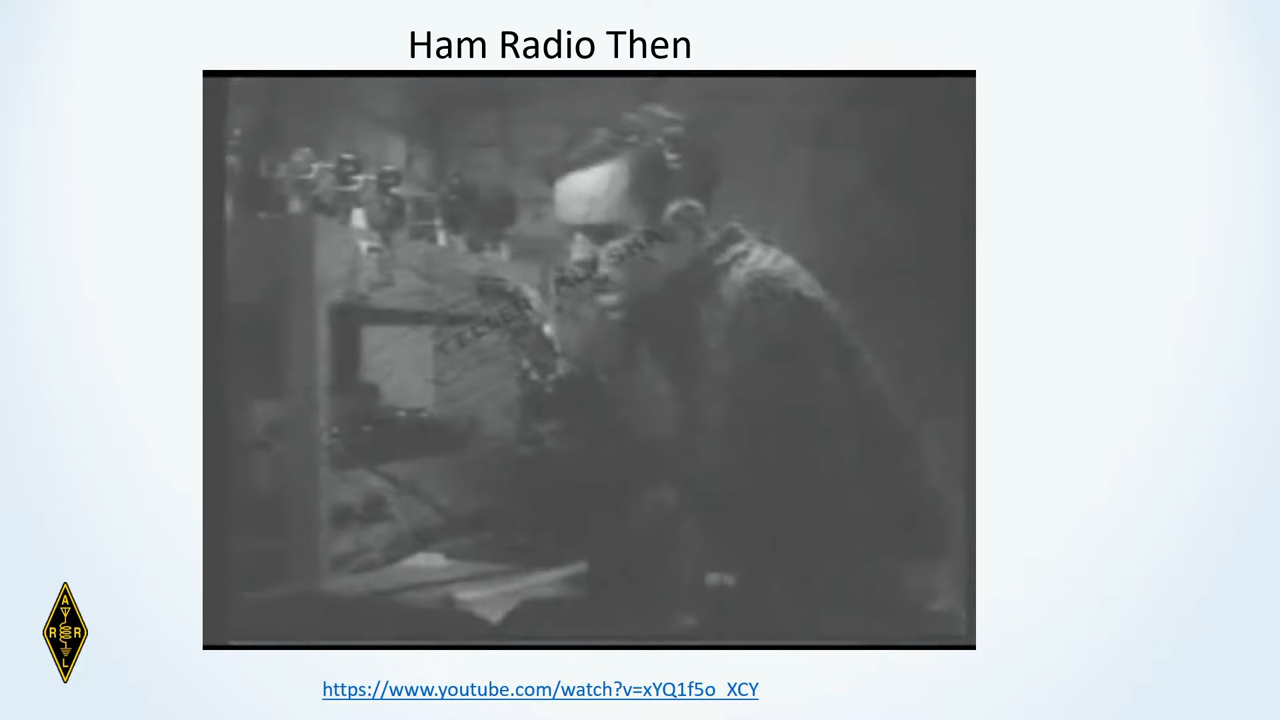 Ham Radio Then
A
R R
L
https://www.youtube.com/watch?v=xYQ1f5o_XCY